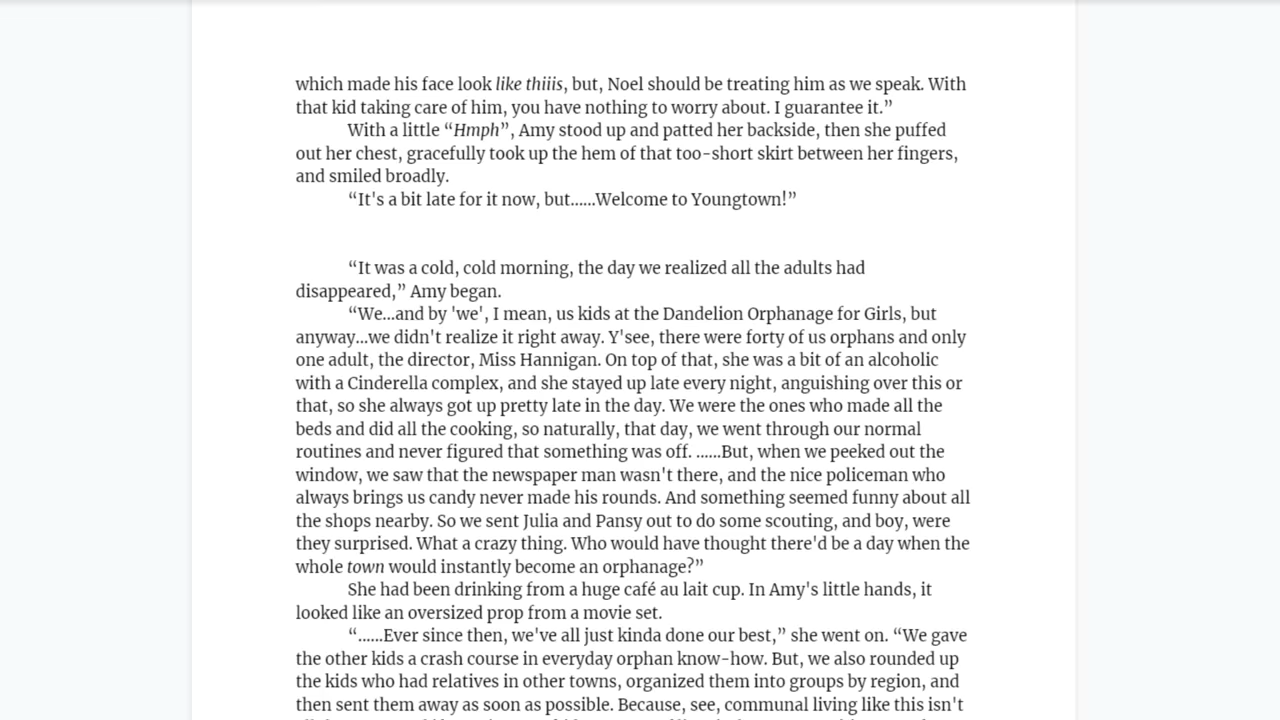 which made his face look like thiiis, but, Noel should be treating him as we speak. With
that kid taking care of him, you have nothing to worry about. I guarantee it.”
With a little “Hmph”, Amy stood up and patted her backside, then she puffed
out her chest, gracefully took up the hem of that too-short skirt between her fingers,
and smiled broadly.
“It's a bit late for it now, but......Welcome to Youngtown!”
“It was a cold, cold morning, the day we realized all the adults had
disappeared,” Amy began.
“We...and by 'we', I mean, us kids at the Dandelion Orphanage for Girls, but
anyway...we didn't realize it right away. Y'see, there were forty of us orphans and only
one adult, the director, Miss Hannigan. On top of that, she was a bit of an alcoholic
with a Cinderella complex, and she stayed up late every night, anguishing over this or
that, so she always got up pretty late in the day. We were the ones who made all the
beds and did all the cooking, so naturally, that day, we went through our normal
routines and never figured that something was off. ......But, when we peeked out the
window, we saw that the newspaper man wasn't there, and the nice policeman who
always brings us candy never made his rounds. And something seemed funny about all
the shops nearby. So we sent Julia and Pansy out to do some scouting, and boy, were
they surprised. What a crazy thing. Who would have thought there'd be a day when the
whole town would instantly become an orphanage?”
She had been drinking from a huge café au lait cup. In Amy's little hands, it
looked like an oversized prop from a movie set.
“......Ever since then, we've all just kinda done our best,” she went on. “We gave
the other kids a crash course in everyday orphan know-how. But, we also rounded up
the kids who had relatives in other towns, organized them into groups by region, and
then sent them away as soon as possible. Because, see, communal living like this isn't